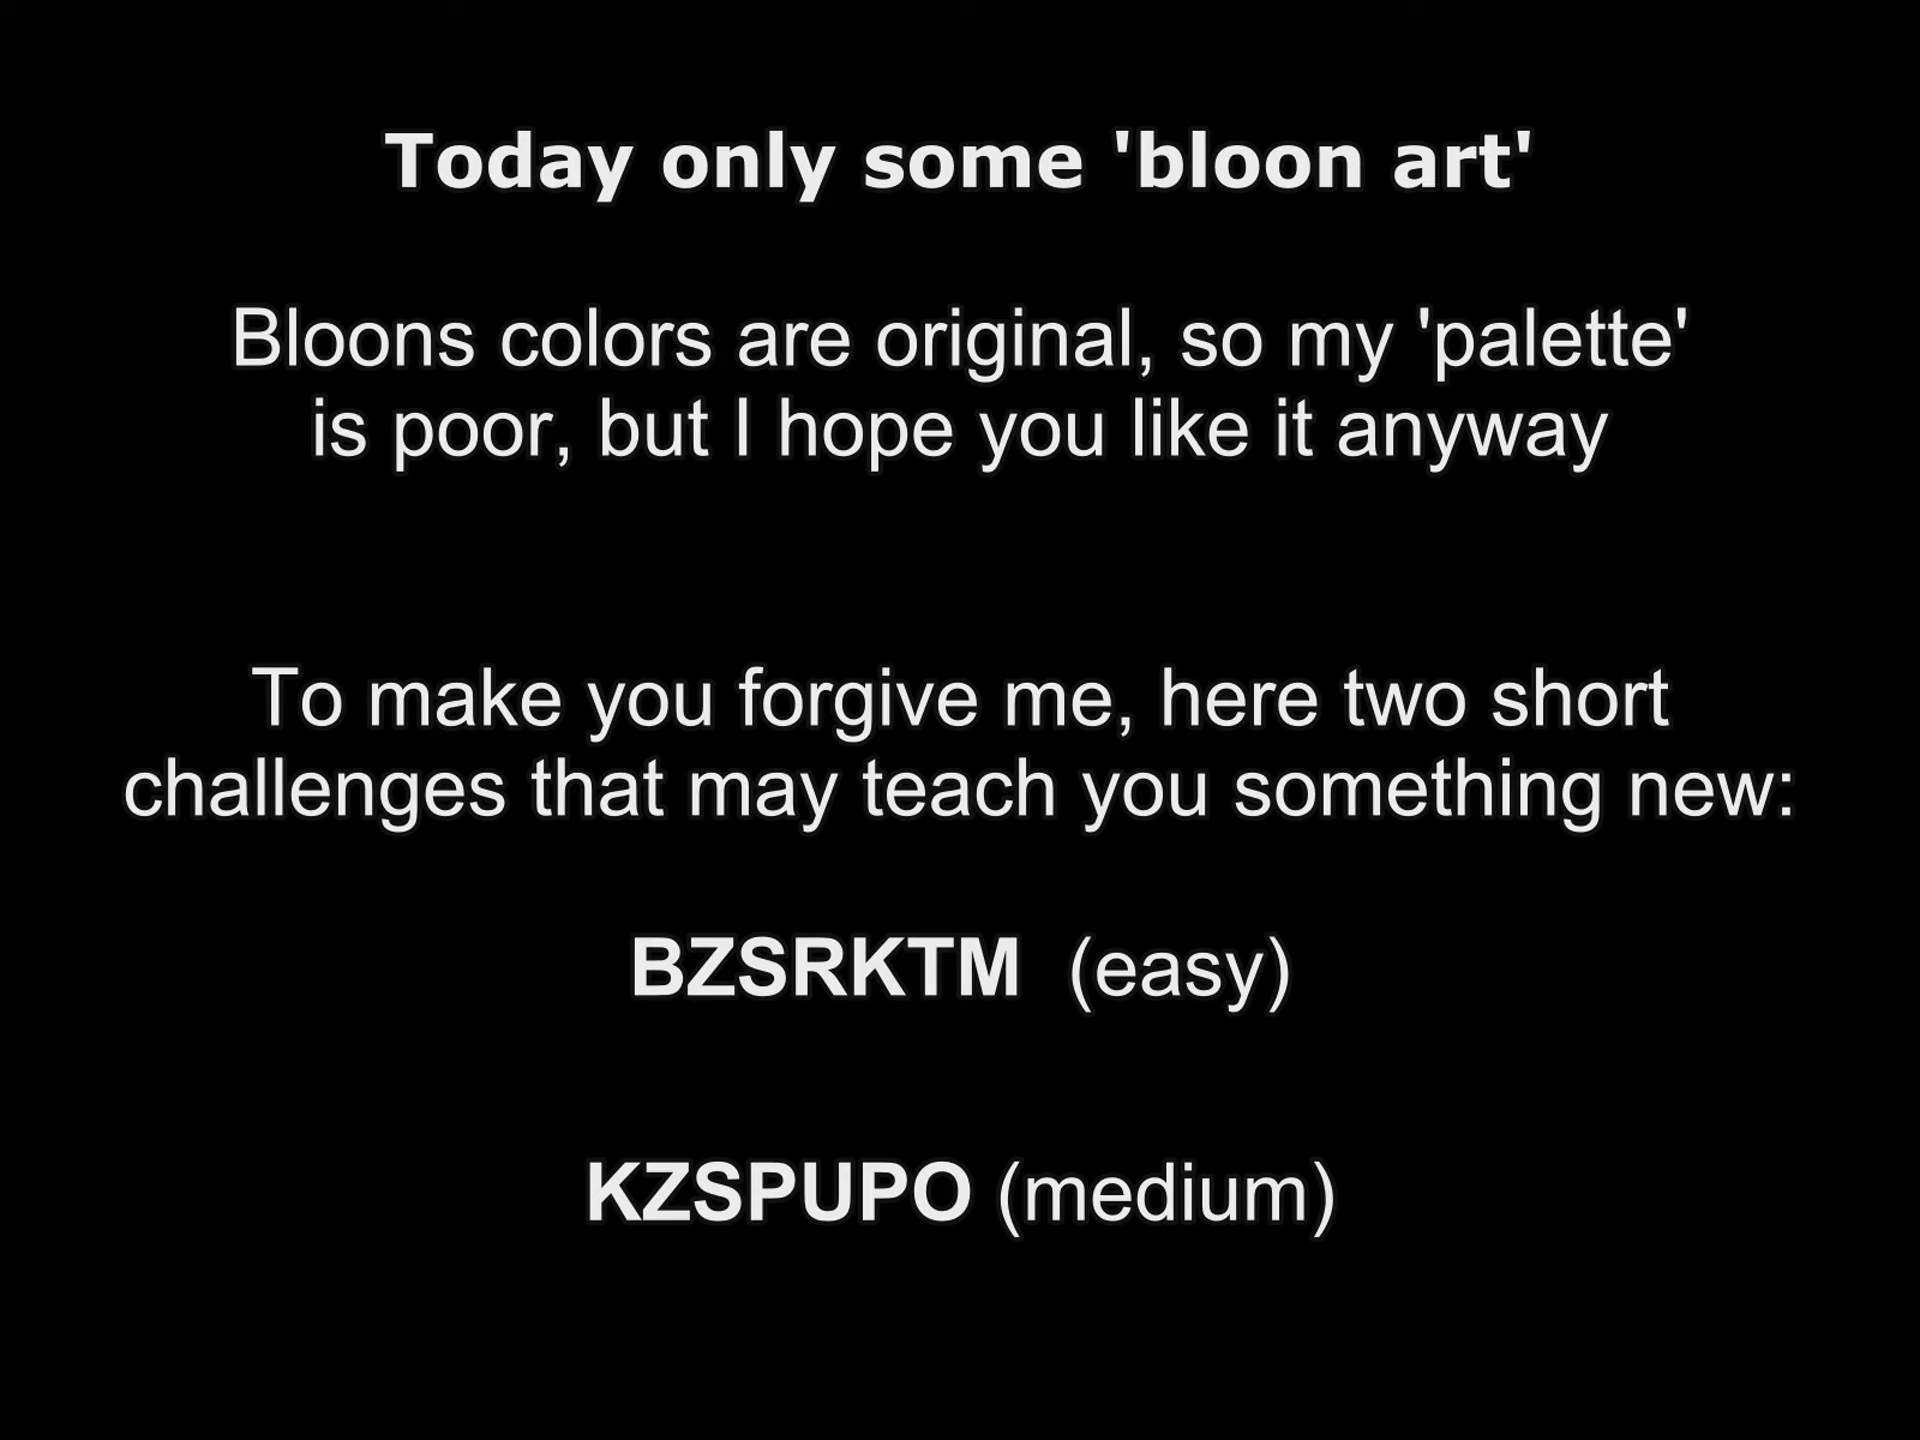 Today only some 'bloon art'
Bloons colors are original, so my 'palette'
is poor, but I hope you like it anyway
To make you forgive me, here two short
challenges that may teach you something new:
BZSRKTM (easy)
KZSPUPO (medium)